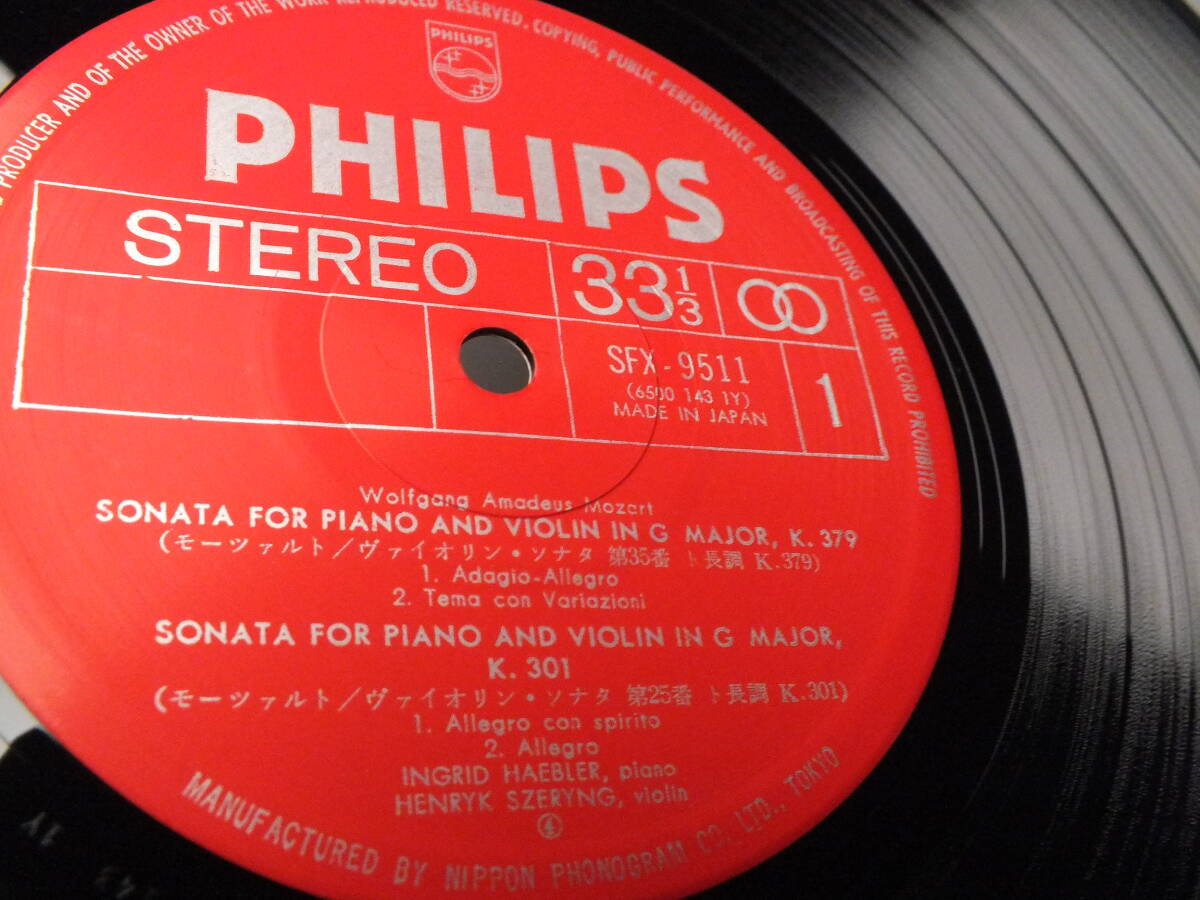 PRODUCER AND OF THE OWNER OF THE WORK REPRODUCED RESERVED, COPYING, PUBLIC PERFORMANCE AND BROADCASTING OF THIS RECORD PROHIBITED
PHILIPS
PHILIPS
STEREO
33 1/3
SFX-9511
(6500 143 1Y)
MADE IN JAPAN
1
Wolfgang Amadeus Mozart
SONATA FOR PIANO AND VIOLIN IN G MAJOR, K. 379
(モーツァルト/ヴァイオリン・ソナタ 第35番 ト長調 K.379)
1. Adagio-Allegro
2. Tema con Variazioni
SONATA FOR PIANO AND VIOLIN IN G MAJOR,
K. 301
(モーツァルト/ヴァイオリン・ソナタ 第25番 ト長調 K.301)
1. Allegro con spirito
2. Allegro
INGRID HAEBLER, piano
HENRYK SZERYNG, violin
④
MANUFACTURED BY NIPPON PHONOGRAM CO., LTD., TOKYO